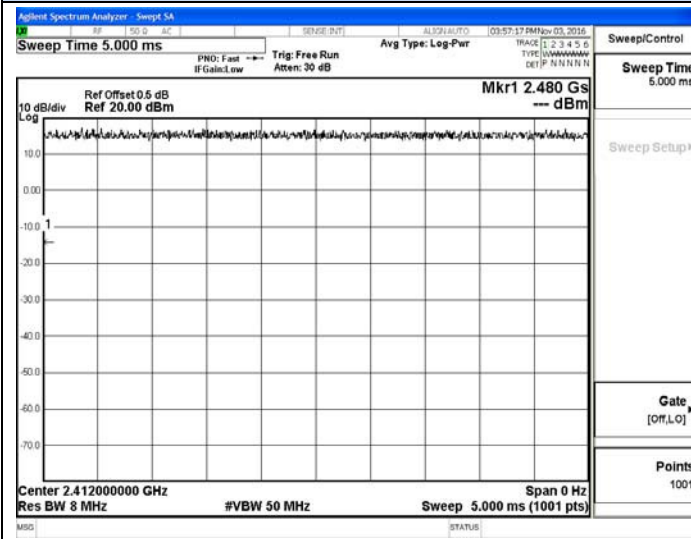 Agilent Spectrum Analyzer - Swept SA
RF 50 Ω AC SENSE:INT ALIGN AUTO 03:57:17 PM Nov 03, 2016
Sweep Time 5.000 ms
PNO: Fast Trig: Free Run
IFGain:Low Atten: 30 dB
Avg Type: Log-Pwr
TRACE 1 2 3 4 5 6
TYPE
DET P N N N N N
Sweep/Control
Sweep Time
5.000 ms
Mkr1 2.480 Gs
--- dBm
Ref Offset 0.5 dB
10 dB/div Ref 20.00 dBm
Log
10.0
0.00
-10.0
1
-20.0
-30.0
-40.0
-50.0
-60.0
-70.0
Sweep Setup
Gate
[Off,LO]
Points
1001
Center 2.412000000 GHz Span 0 Hz
Res BW 8 MHz #VBW 50 MHz Sweep 5.000 ms (1001 pts)
MSG STATUS